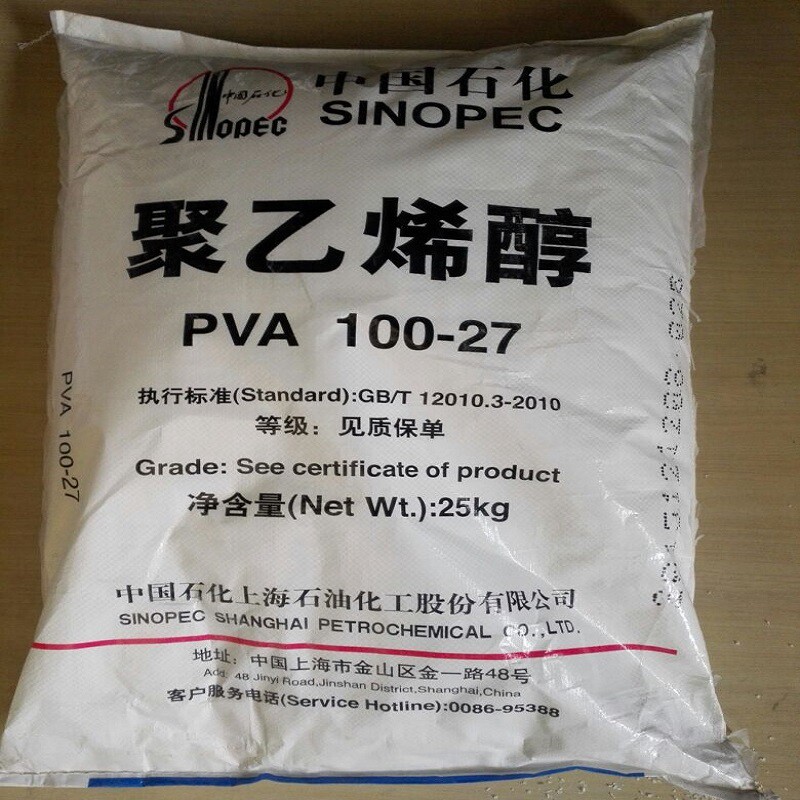 中国石化
SINOPEC
中国石化
SINOPEC
聚乙烯醇
PVA 100-27
执行标准(Standard):GB/T 12010.3-2010
等级：见质保单
Grade: See certificate of product
净含量(Net Wt.):25kg
中国石化上海石油化工股份有限公司
SINOPEC SHANGHAI PETROCHEMICAL CO.,LTD.
地址：中国上海市金山区金一路48号
Add: 48 Jinyi Road,Jinshan District,Shanghai,China
客户服务电话(Service Hotline):0086-95388
PVA 100-27